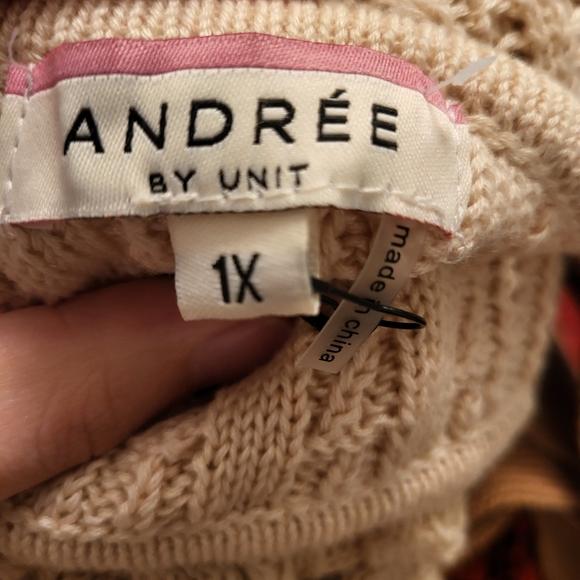 ANDRÉE
BY UNIT
1X
made in china